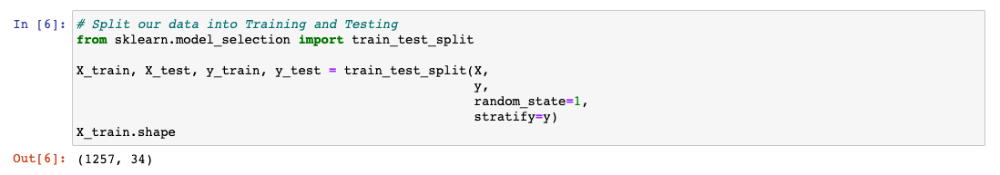 In [6]: # Split our data into Training and Testing
from sklearn.model_selection import train_test_split
X_train, X_test, y_train, y_test = train_test_split(X,
y,
random_state=1,
stratify=y)
X_train.shape
Out[6]: (1257, 34)